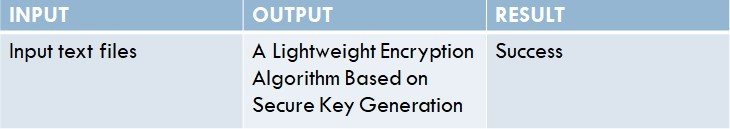 INPUT OUTPUT RESULT
Input text files A Lightweight Encryption Success
Algorithm Based on
Secure Key Generation